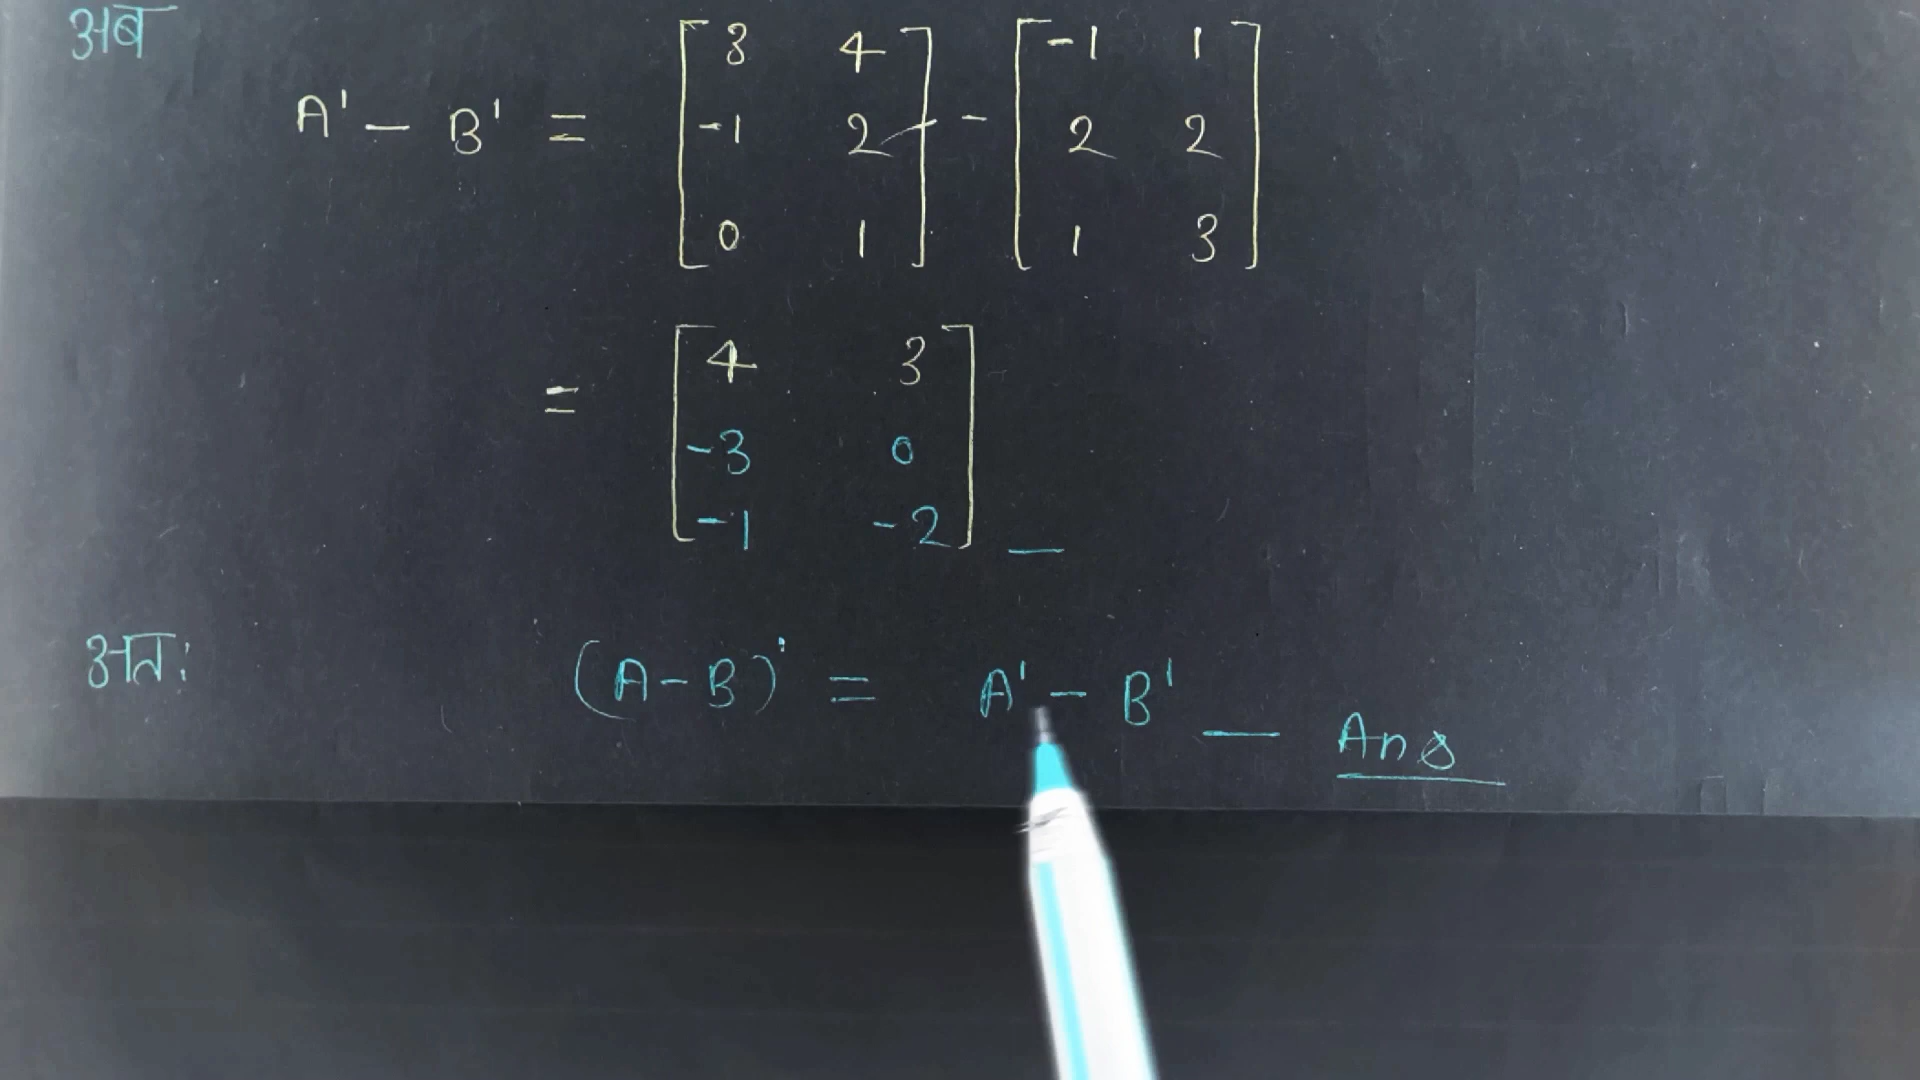 अब
A' - B' = [3 4 -1 2 0 1] - [-1 1 2 2 1 3]
= [4 3 -3 0 -1 -2] —
अतः (A-B)' = A' - B' — Ans